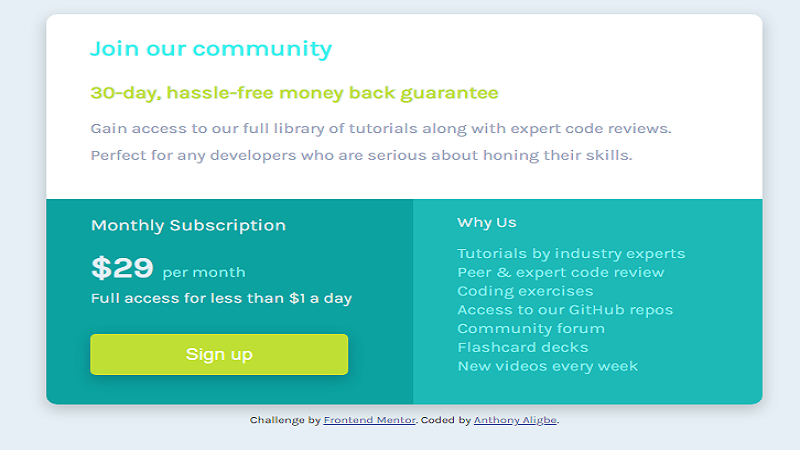 Join our community
30-day, hassle-free money back guarantee
Gain access to our full library of tutorials along with expert code reviews.
Perfect for any developers who are serious about honing their skills.
Monthly Subscription
$29 per month
Full access for less than $1 a day
Sign up
Why Us
Tutorials by industry experts
Peer & expert code review
Coding exercises
Access to our GitHub repos
Community forum
Flashcard decks
New videos every week
Challenge by Frontend Mentor. Coded by Anthony Aligbe.